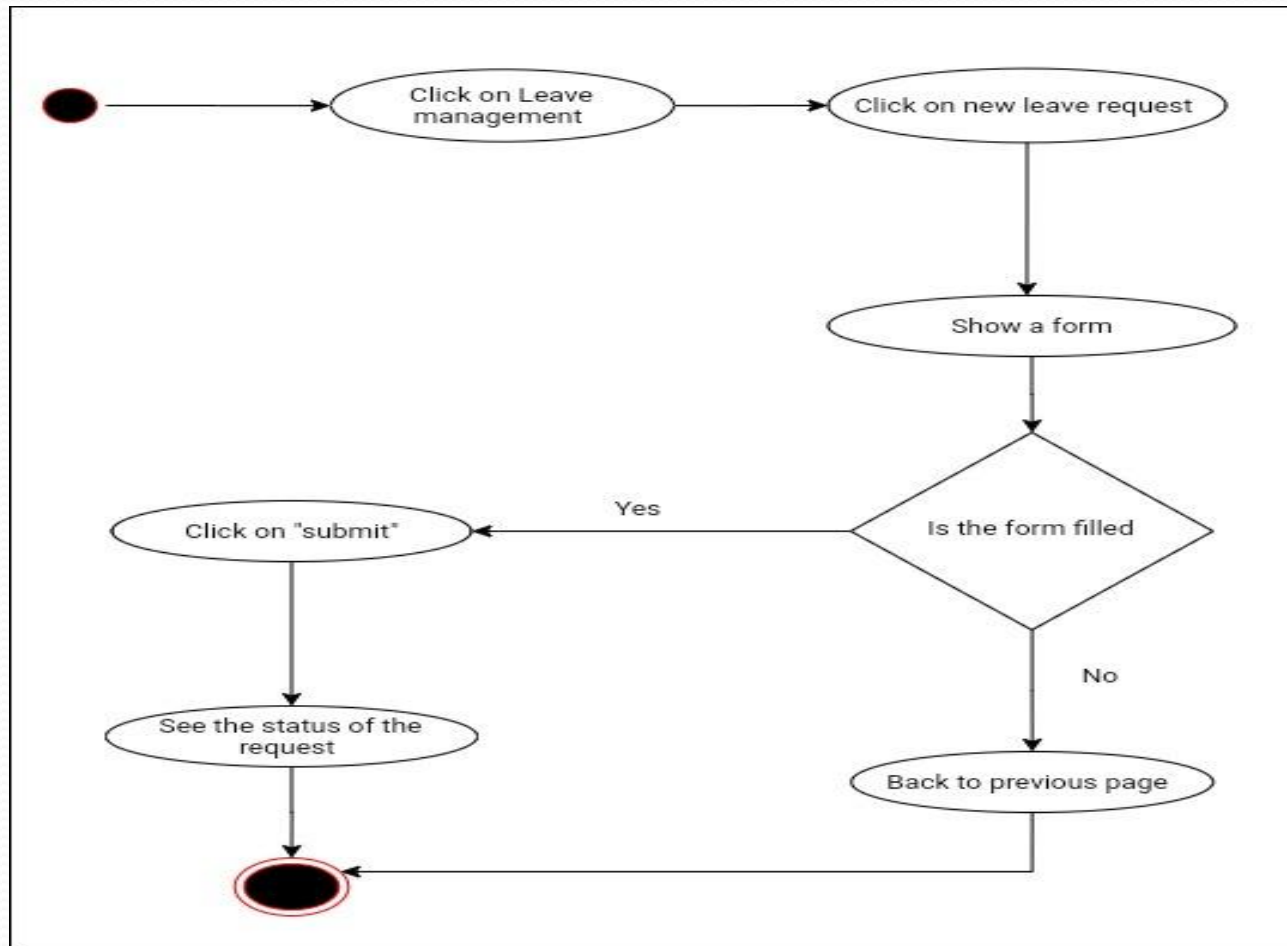 Click on Leave
management
Click on new leave request
Show a form
Is the form filled
Yes
Click on "submit"
No
See the status of the
request
Back to previous page